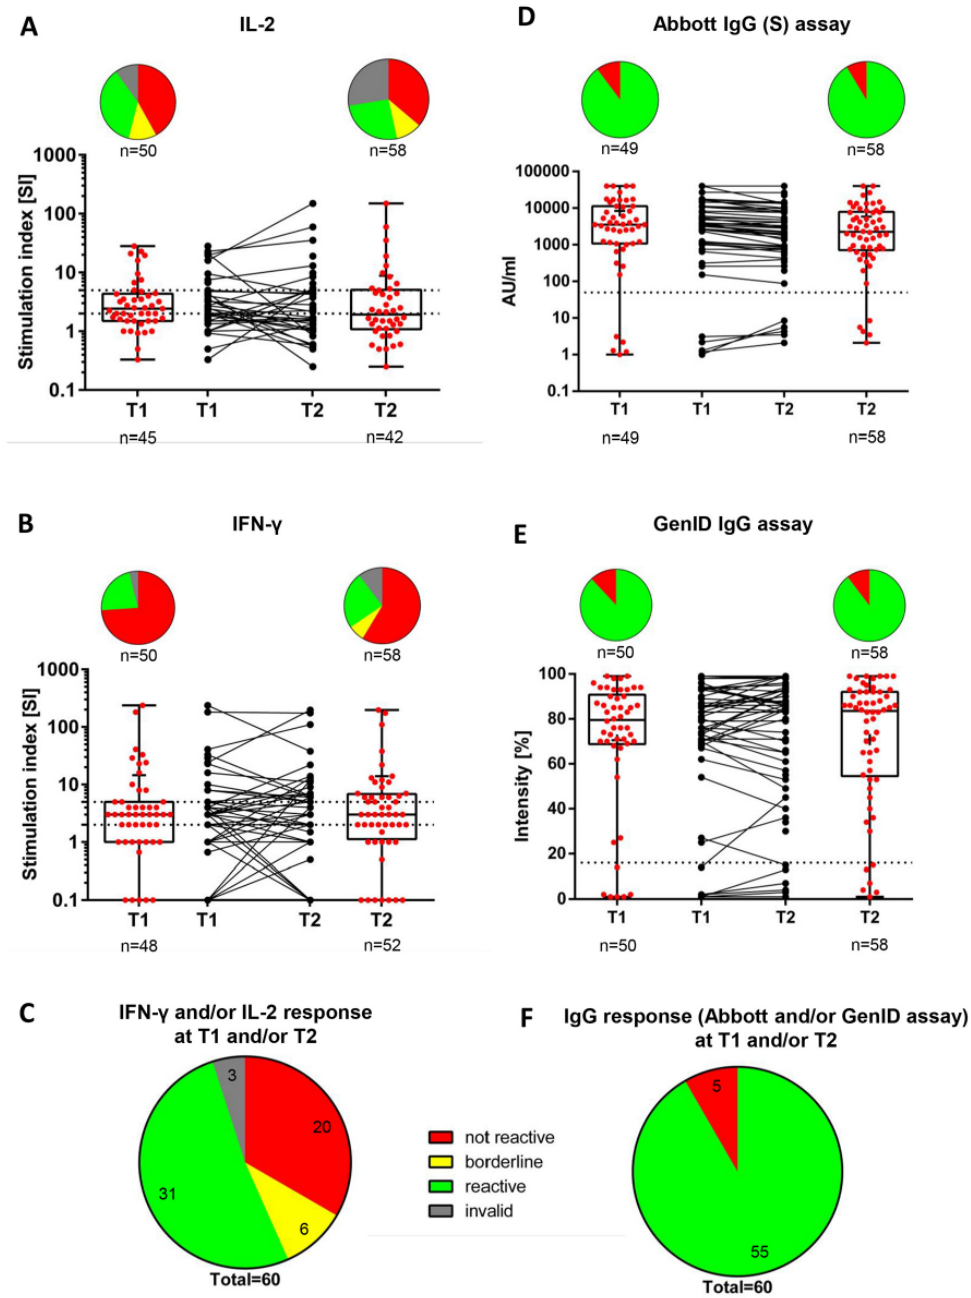 A
IL-2
n=50
n=58
Stimulation index [SI]
1000
100
10
1
0.1
T1
T1
T2
T2
n=45
n=42
D
Abbott IgG (S) assay
n=49
n=58
AU/ml
100000
10000
1000
100
10
1
0.1
T1
T1
T2
T2
n=49
n=58
B
IFN-γ
n=50
n=58
Stimulation index [SI]
1000
100
10
1
0.1
T1
T1
T2
T2
n=48
n=52
E
GenID IgG assay
n=50
n=58
Intensity [%]
100
80
60
40
20
0
T1
T1
T2
T2
n=50
n=58
C
IFN-γ and/or IL-2 response
at T1 and/or T2
3
20
31
6
Total=60
not reactive
borderline
reactive
invalid
F
IgG response (Abbott and/or GenID assay)
at T1 and/or T2
5
55
Total=60